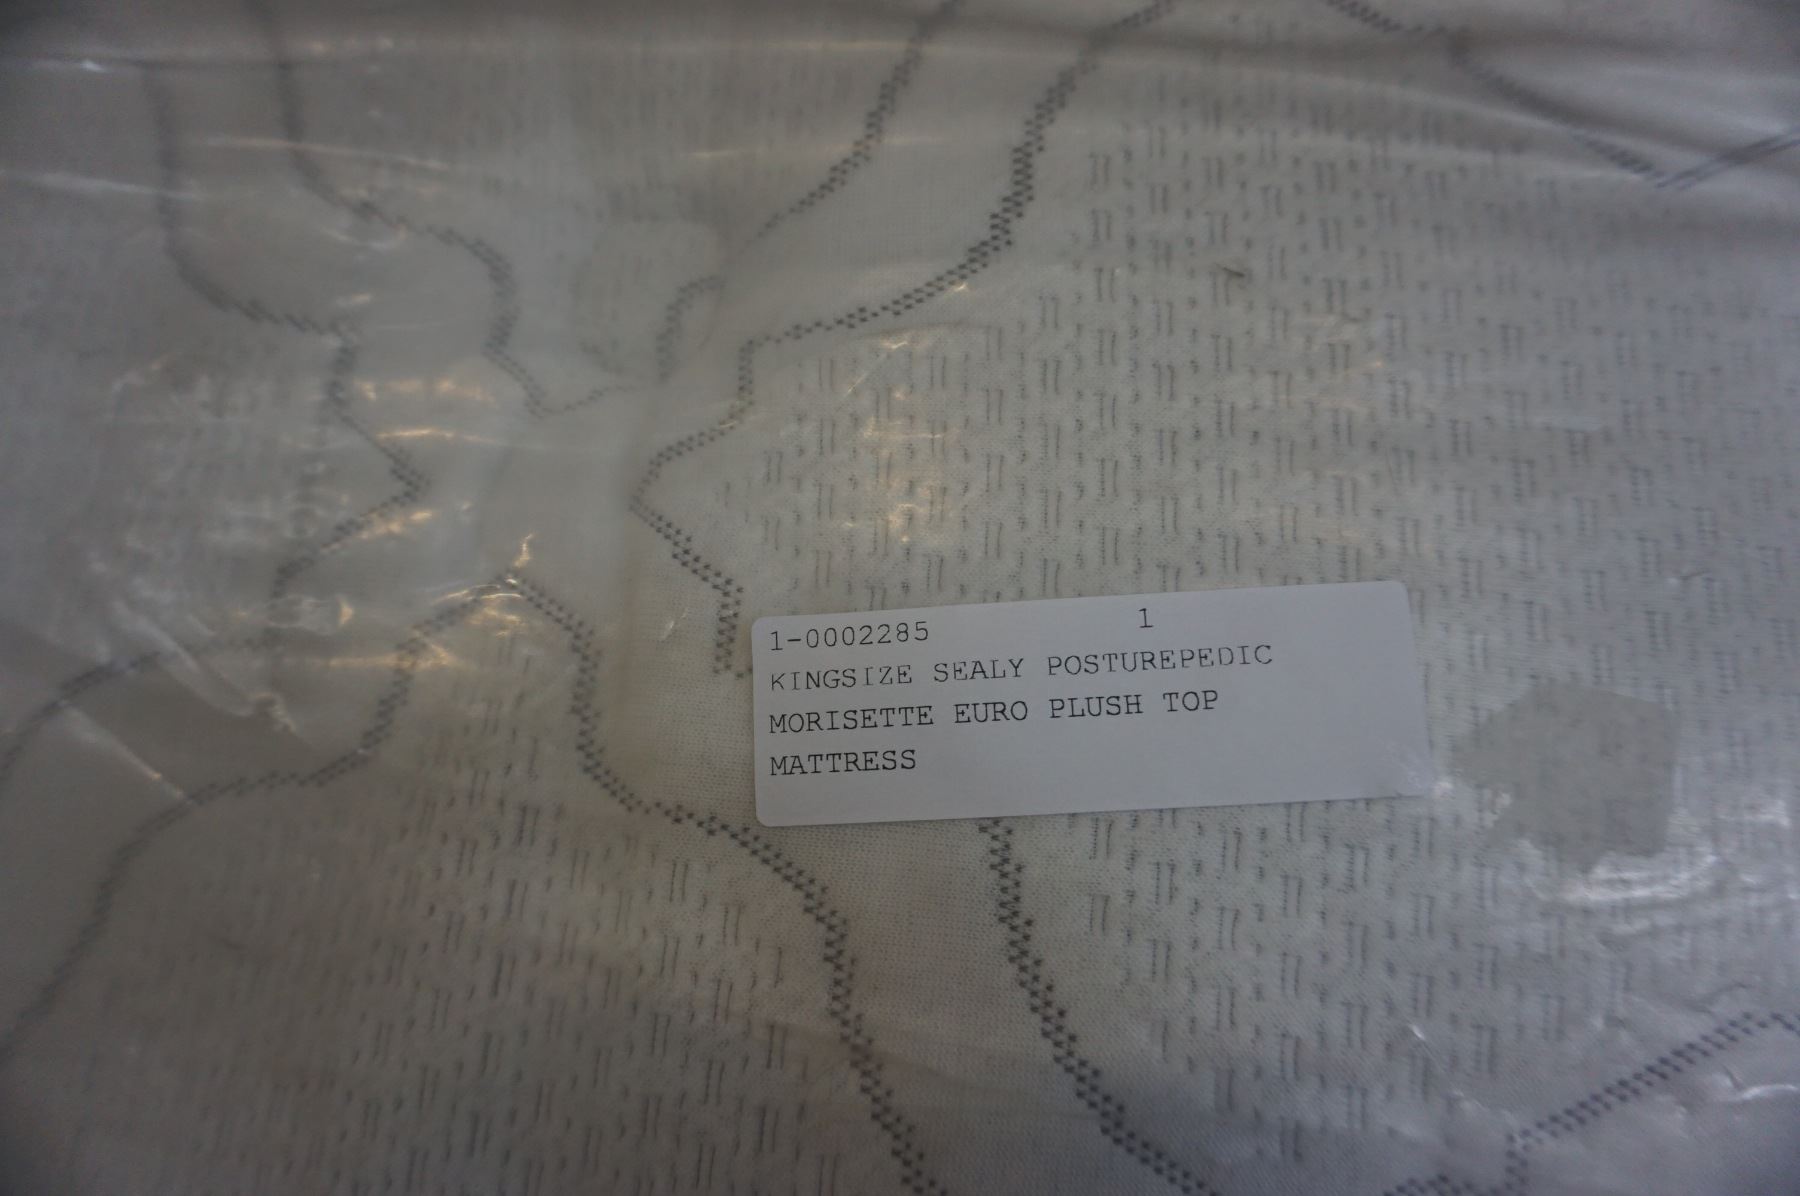 1-0002285 1
KINGSIZE SEALY POSTUREPEDIC
MORISETTE EURO PLUSH TOP
MATTRESS